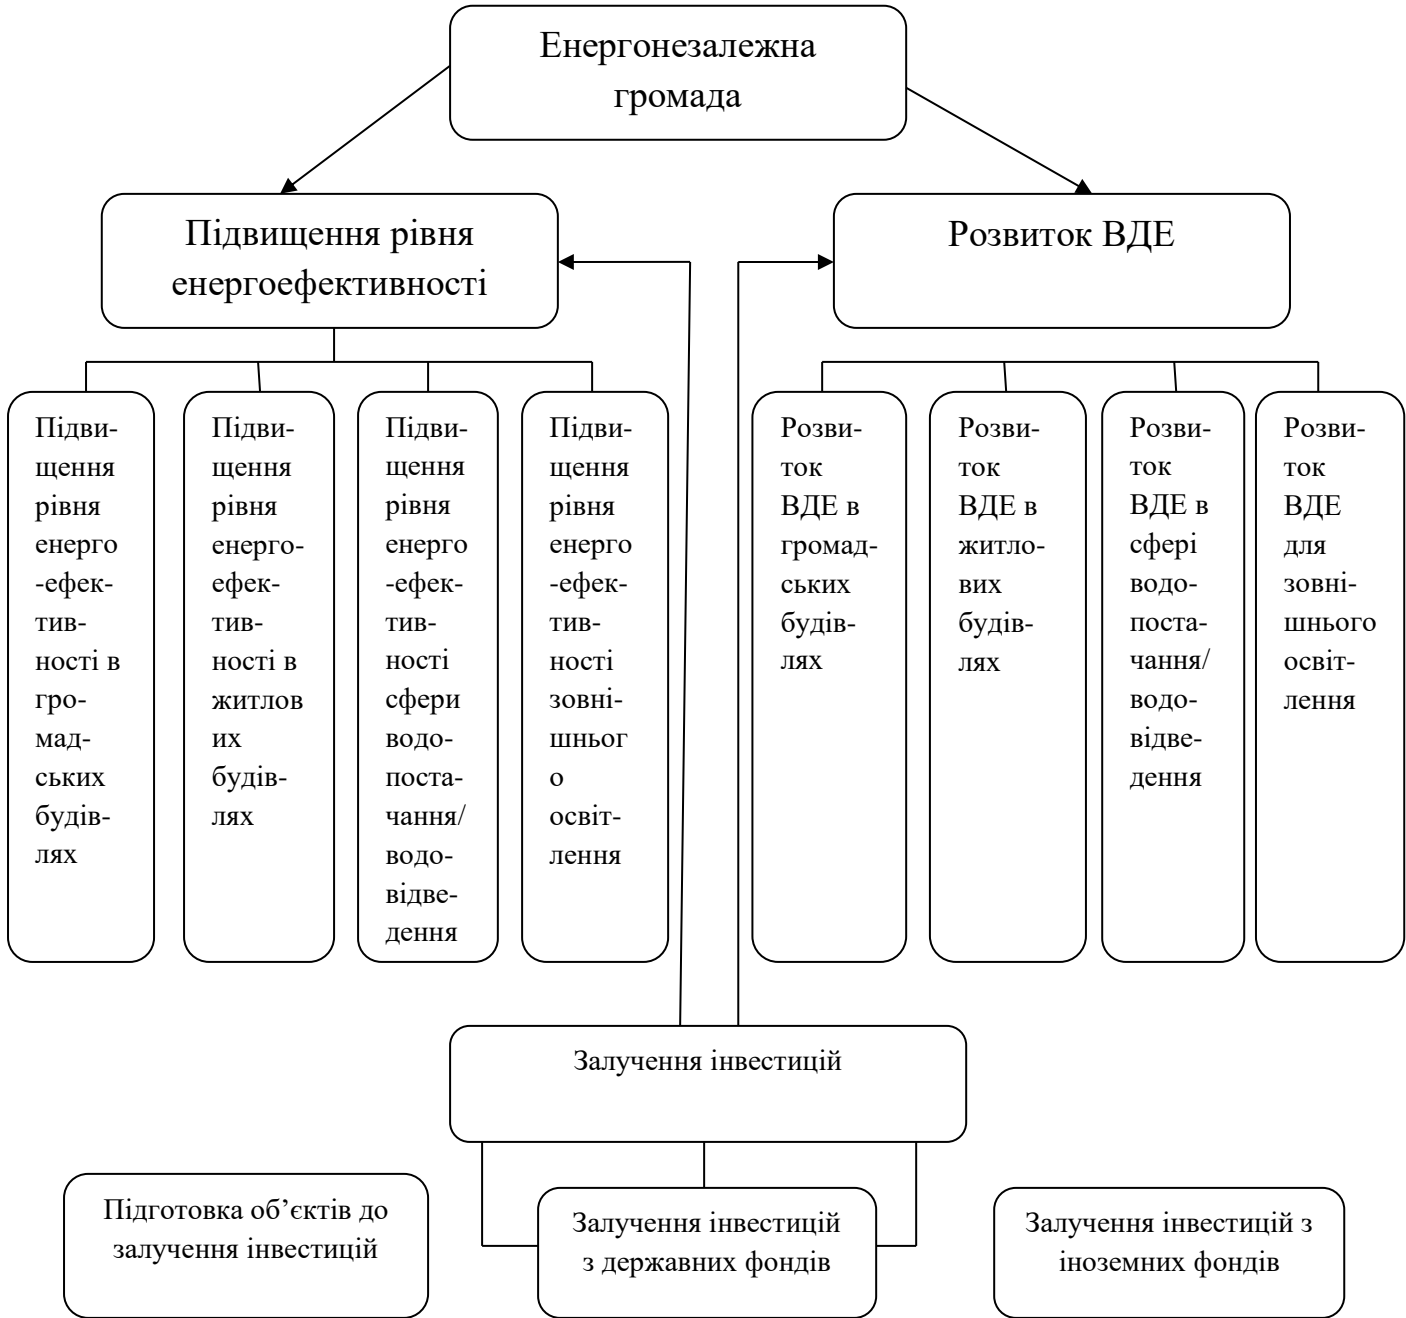 Енергонезалежна
громада
Підвищення рівня
енергоефективності
Розвиток ВДЕ
Підви-
щення
рівня
енерго
-ефек-
тив-
ності в
гро-
мад-
ських
будів-
лях
Підви-
щення
рівня
енерго-
ефек-
тив-
ності в
житлов
их
будів-
лях
Підви-
щення
рівня
енерго
-ефек-
тив-
ності
сфери
водо-
поста-
чання/
водо-
відве-
дення
Підви-
щення
рівня
енерго
-ефек-
тив-
ності
зовні-
шньог
о
освіт-
лення
Розви-
ток
ВДЕ в
громад-
ських
будів-
лях
Розви-
ток
ВДЕ в
житло-
вих
будів-
лях
Розви-
ток
ВДЕ в
сфері
водо-
поста-
чання/
водо-
відве-
дення
Розви-
ток
ВДЕ
для
зовні-
шнього
освіт-
лення
Залучення інвестицій
Підготовка об’єктів до
залучення інвестицій
Залучення інвестицій
з державних фондів
Залучення інвестицій з
іноземних фондів